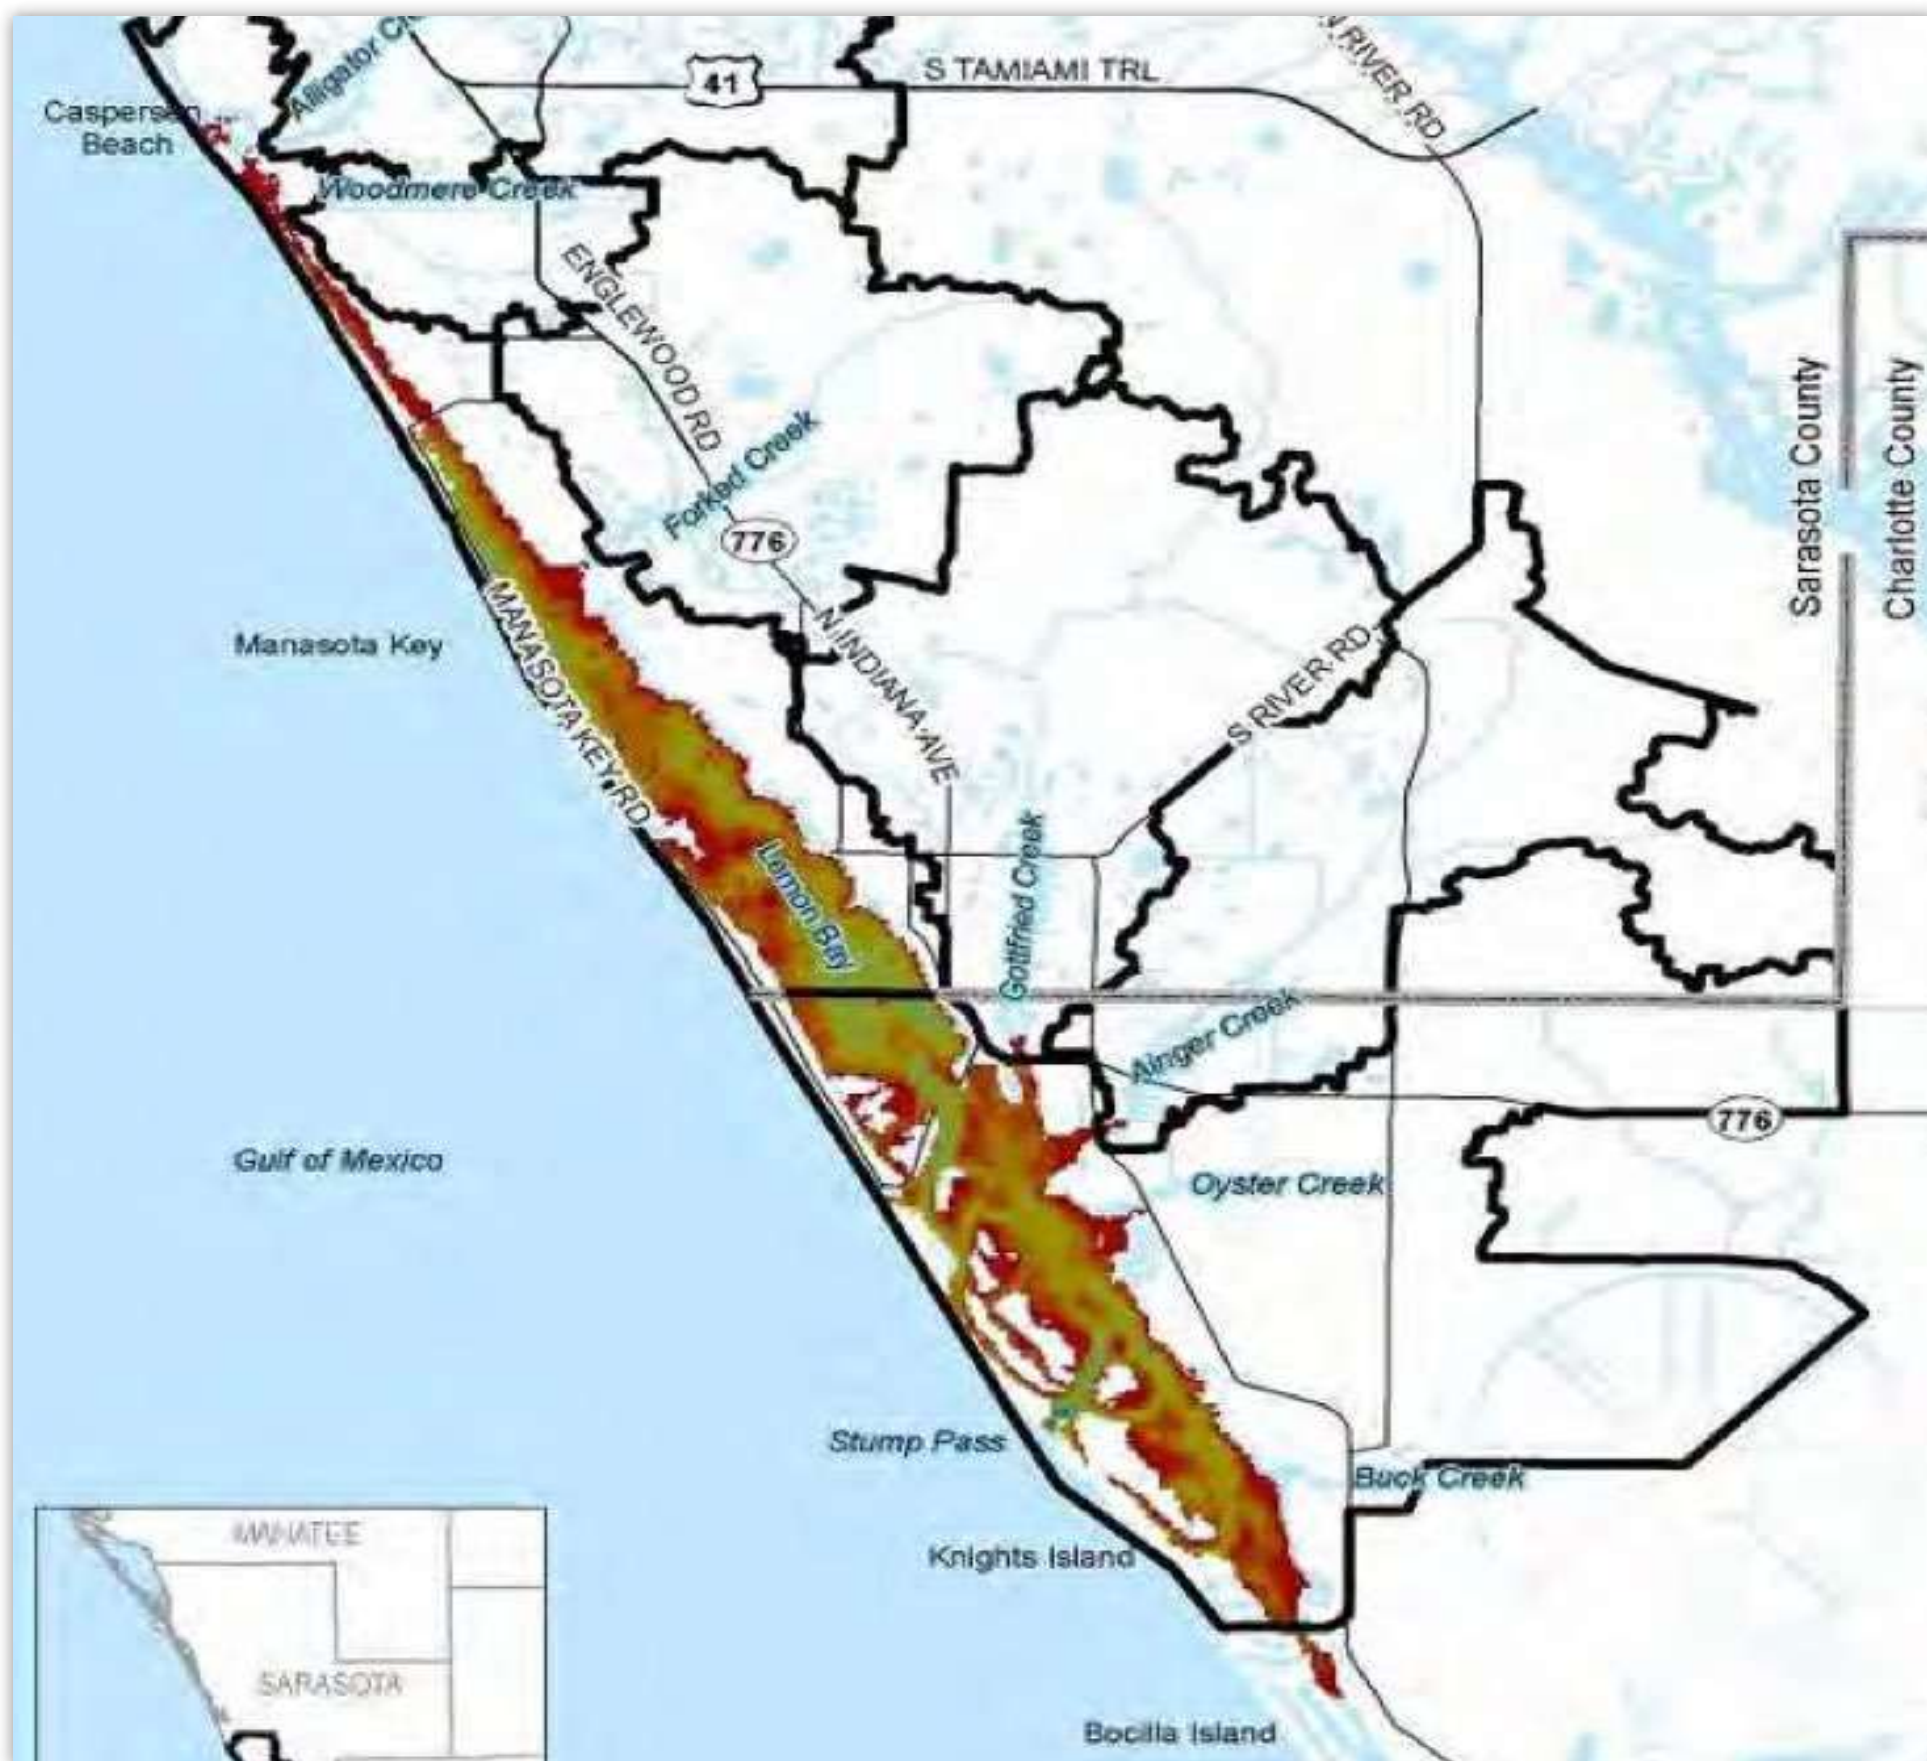 Alligator
41
S TAMIAMI TRL
N RIVER RD
Caspersen
Beach
Woodmere Creek
ENGLEWOOD RD
Forked Creek
776
Sarasota County
Charlotte County
Manasota Key
MANASOTA KEY RD
N INDIANA AVE
S RIVER RD
Lemon Bay
Gottfried Creek
Ainger Creek
776
Gulf of Mexico
Oyster Creek
Stump Pass
Buck Creek
Knights Island
MANATEE
SARASOTA
Bocilla Island